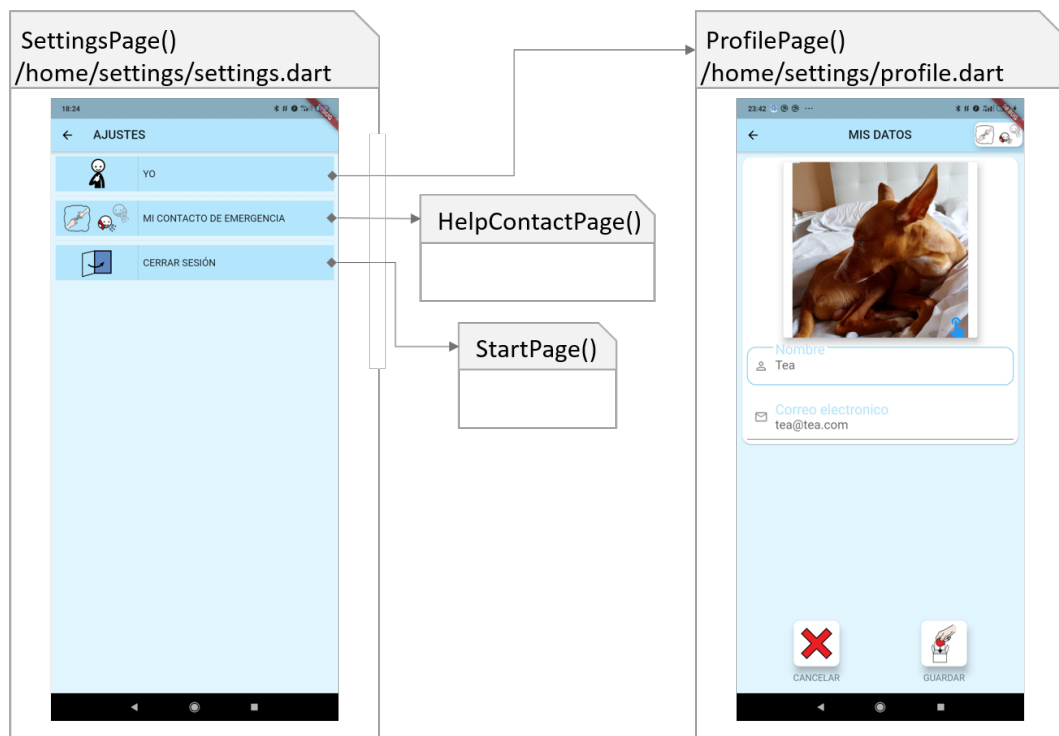 SettingsPage()
/home/settings/settings.dart
18:24
AJUSTES
YO
MI CONTACTO DE EMERGENCIA
CERRAR SESIÓN
HelpContactPage()
StartPage()
ProfilePage()
/home/settings/profile.dart
23:42
MIS DATOS
Nombre
Tea
Correo electronico
tea@tea.com
CANCELAR
GUARDAR